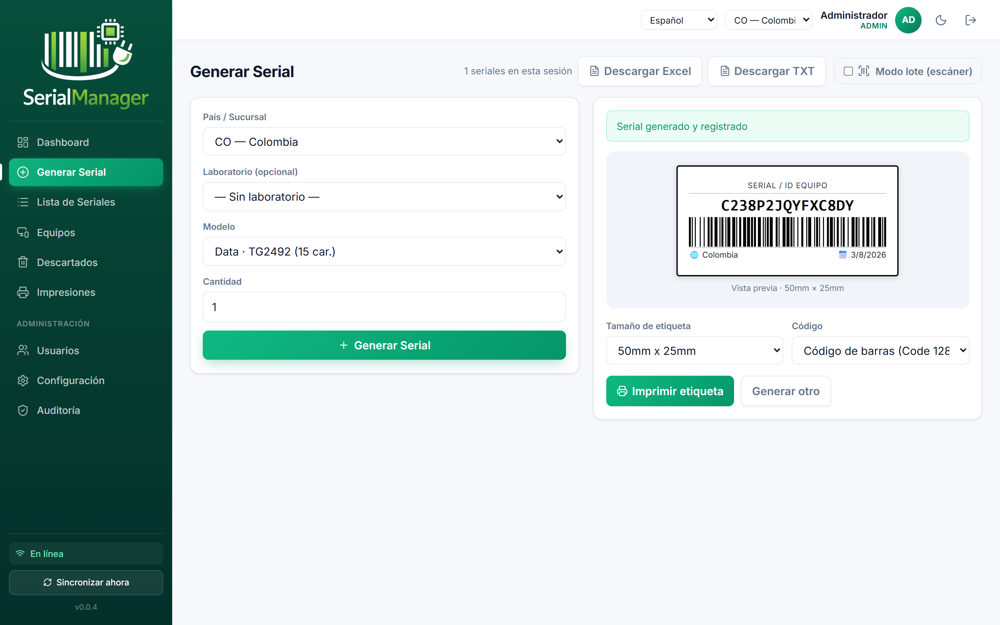 SerialManager
Dashboard
Generar Serial
Lista de Seriales
Equipos
Descartados
Impresiones
ADMINISTRACIÓN
Usuarios
Configuración
Auditoría
En línea
Sincronizar ahora
v0.0.4
Español
CO — Colombi
Administrador
ADMIN
AD
Generar Serial
1 seriales en esta sesión
Descargar Excel
Descargar TXT
Modo lote (escáner)
País / Sucursal
CO — Colombia
Laboratorio (opcional)
— Sin laboratorio —
Modelo
Data · TG2492 (15 car.)
Cantidad
1
Generar Serial
Serial generado y registrado
SERIAL / ID EQUIPO
C238P2JQYFXC8DY
Colombia
3/8/2026
Vista previa · 50mm × 25mm
Tamaño de etiqueta
50mm x 25mm
Código
Código de barras (Code 128
Imprimir etiqueta
Generar otro